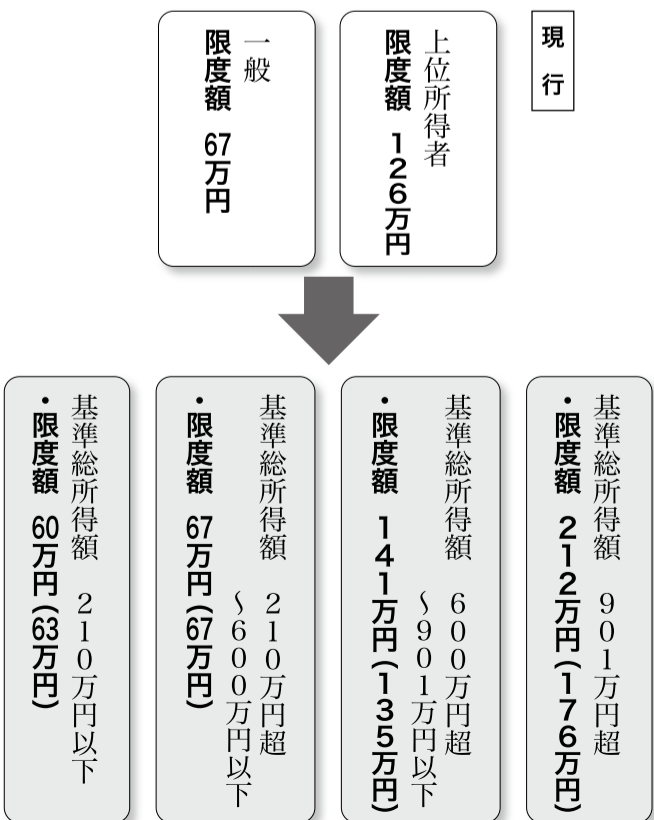 現行
上位所得者
限度額 126万円
一般
限度額 67万円
基準総所得額 901万円超
・限度額 212万円(176万円)
基準総所得額 600万円超
～901万円以下
・限度額 141万円(135万円)
基準総所得額 210万円超
～600万円以下
・限度額 67万円(67万円)
基準総所得額 210万円以下
・限度額 60万円(63万円)